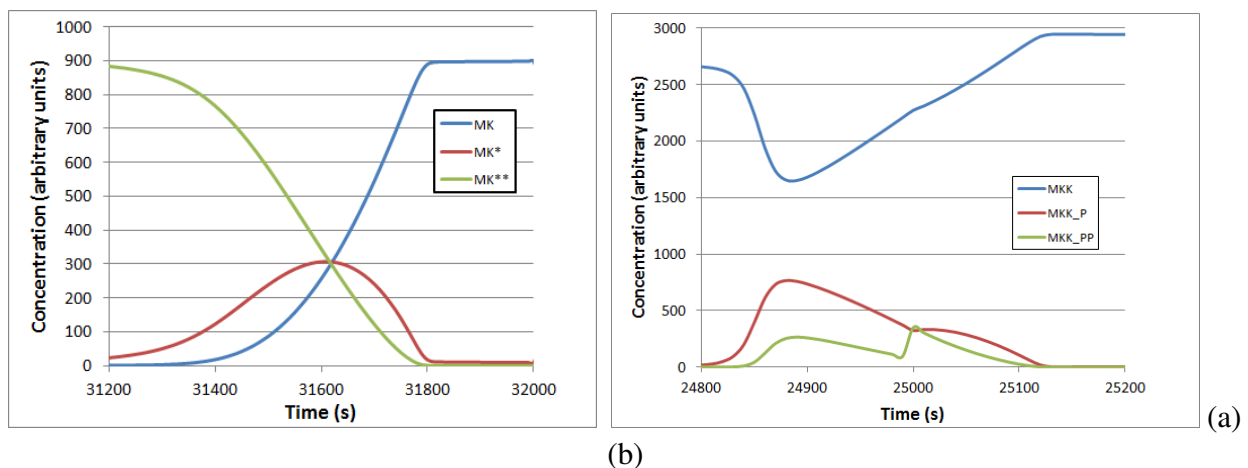 Concentration (arbitrary units)
1000
900
800
700
600
500
400
300
200
100
0
31200 31400 31600 31800 32000
Time (s)
MK
MK*
MK**
Concentration (arbitrary units)
3000
2500
2000
1500
1000
500
0
24800 24900 25000 25100 25200
Time (s)
MKK
MKK_P
MKK_PP
(a)
(b)